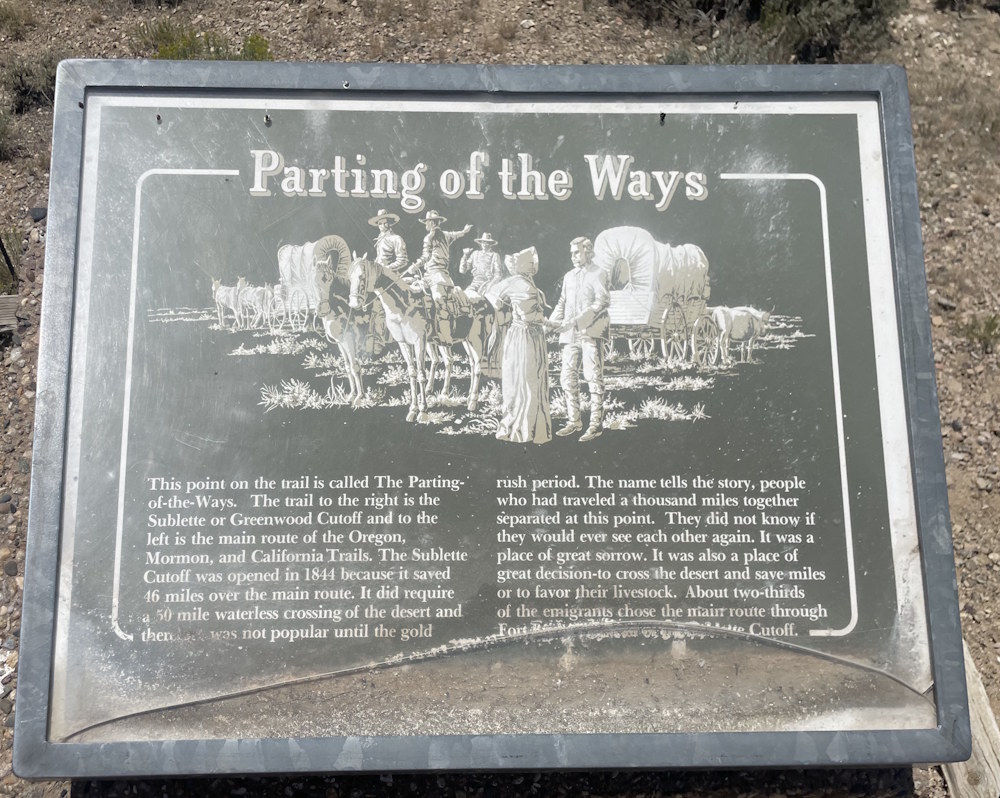 Parting of the Ways
This point on the trail is called The Parting-
of-the-Ways. The trail to the right is the
Sublette or Greenwood Cutoff and to the
left is the main route of the Oregon,
Mormon, and California Trails. The Sublette
Cutoff was opened in 1844 because it saved
46 miles over the main route. It did require
a 50 mile waterless crossing of the desert and
was not popular until the gold
rush period. The name tells the story, people
who had traveled a thousand miles together
separated at this point. They did not know if
they would ever see each other again. It was a
place of great sorrow. It was also a place of
great decision-to cross the desert and save miles
or to favor their livestock. About two-thirds
of the emigrants chose the main route through
Fort Cutoff.